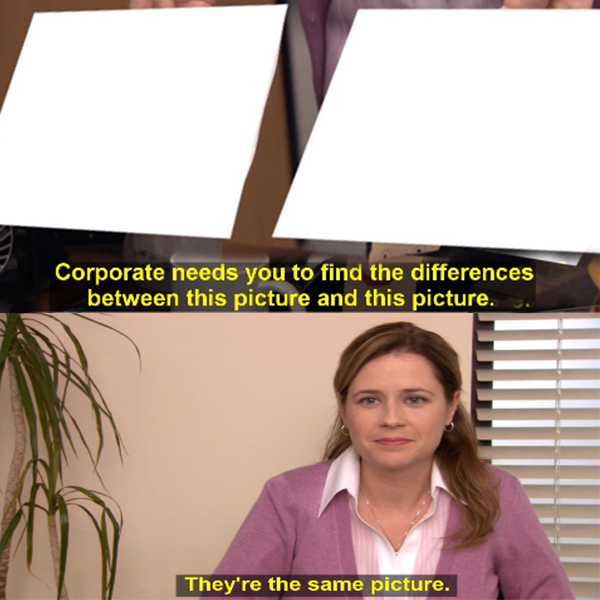 Corporate needs you to find the differences
between this picture and this picture.
They're the same picture.